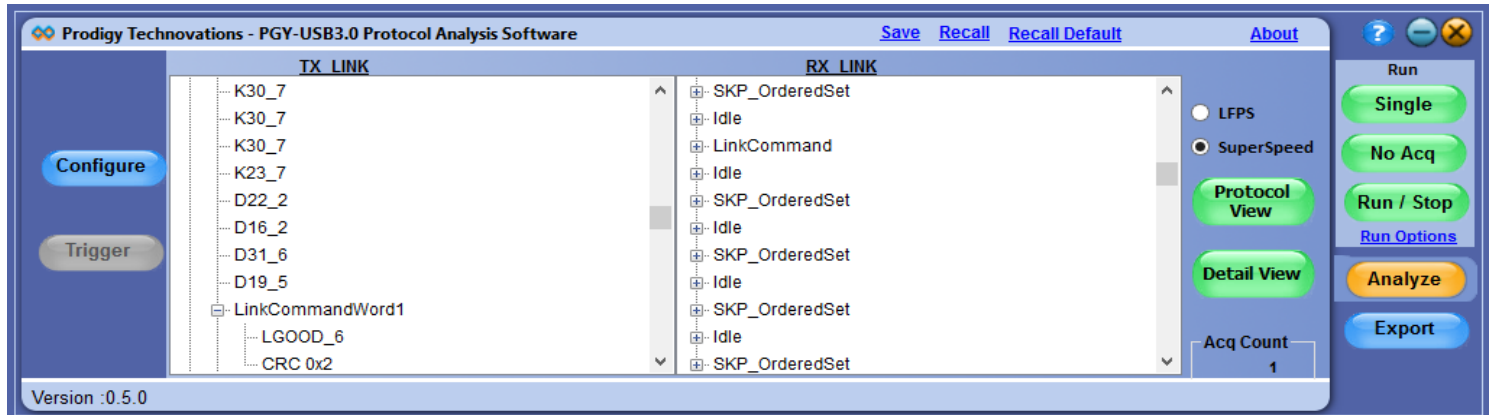 Prodigy Technovations - PGY-USB3.0 Protocol Analysis Software Save Recall Recall Default About ?
Configure
Trigger
TX_LINK
K30_7
K30_7
K30_7
K23_7
D22_2
D16_2
D31_6
D19_5
LinkCommandWord1
LGOOD_6
CRC 0x2
RX_LINK
SKP_OrderedSet
Idle
LinkCommand
Idle
SKP_OrderedSet
Idle
SKP_OrderedSet
Idle
SKP_OrderedSet
Idle
SKP_OrderedSet
LFPS
SuperSpeed
Protocol
View
Detail View
Acq Count
1
Run
Single
No Acq
Run / Stop
Run Options
Analyze
Export
Version :0.5.0